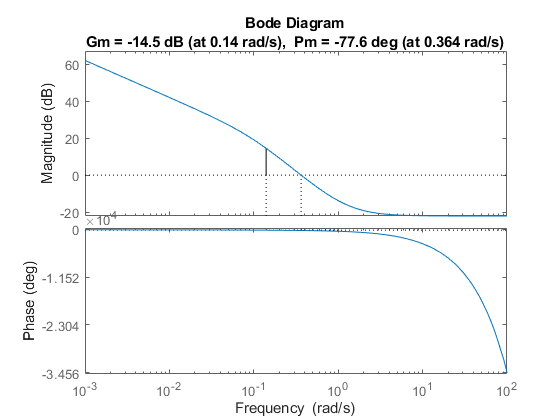 Bode Diagram
Gm = -14.5 dB (at 0.14 rad/s),  Pm = -77.6 deg (at 0.364 rad/s)
Magnitude (dB)
60
40
20
0
-20
×10⁴
Phase (deg)
0
-1.152
-2.304
-3.456
10⁻³ 10⁻² 10⁻¹ 10⁰ 10¹ 10²
Frequency  (rad/s)